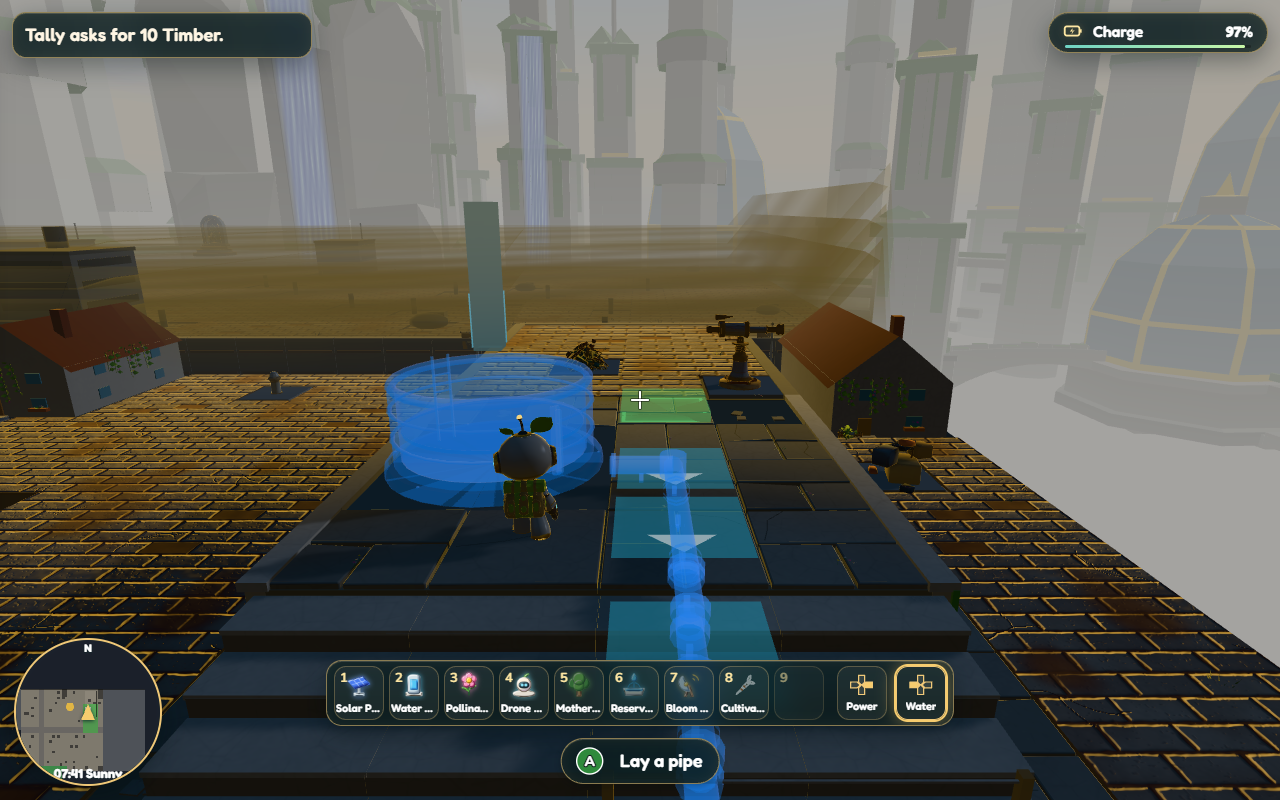 Tally asks for 10 Timber.
Charge 97%
N
07:41 Sunny
1 2 3 4 5 6 7 8 9
Solar P... Water ... Pollina... Drone ... Mother... Reserv... Bloom ... Cultiva... Power Water
A Lay a pipe